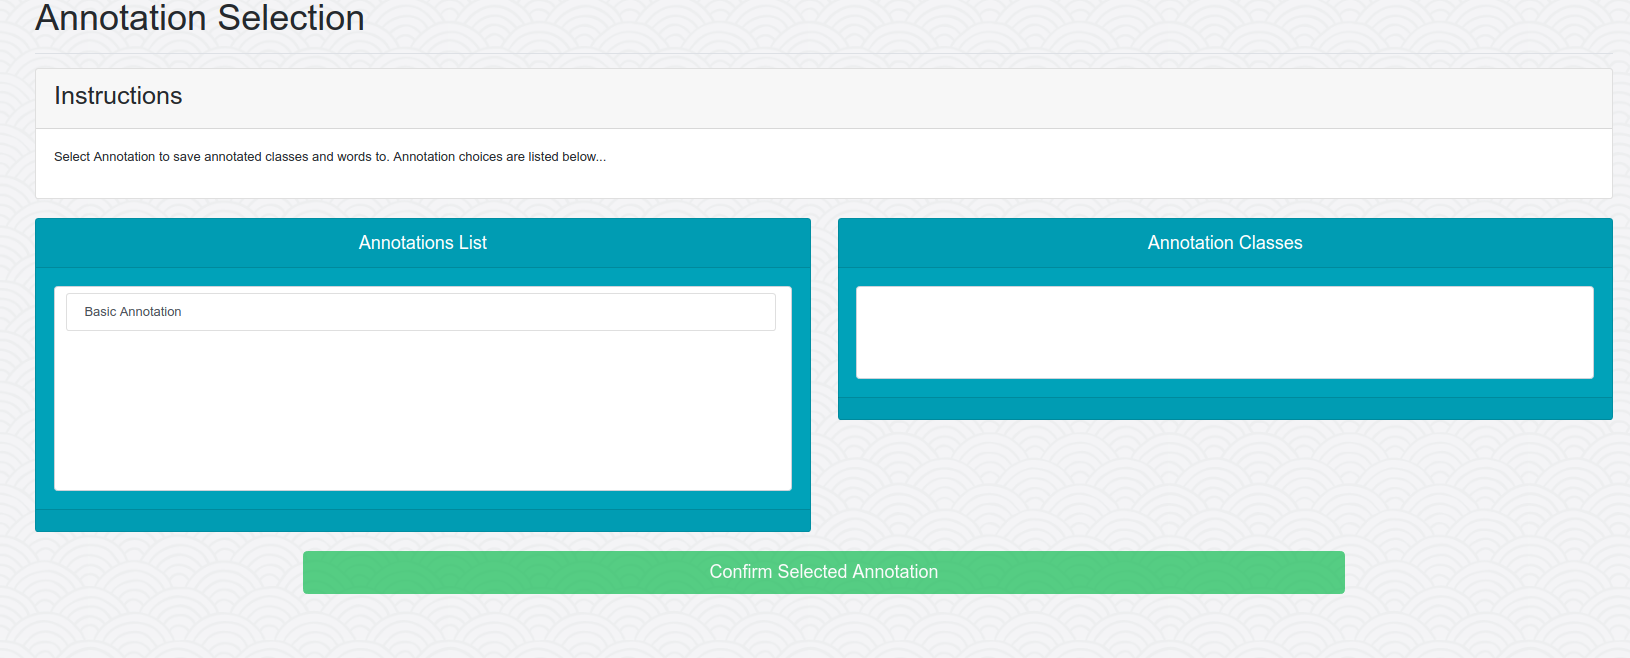 Annotation Selection
Instructions
Select Annotation to save annotated classes and words to. Annotation choices are listed below...
Annotations List
Basic Annotation
Annotation Classes
Confirm Selected Annotation